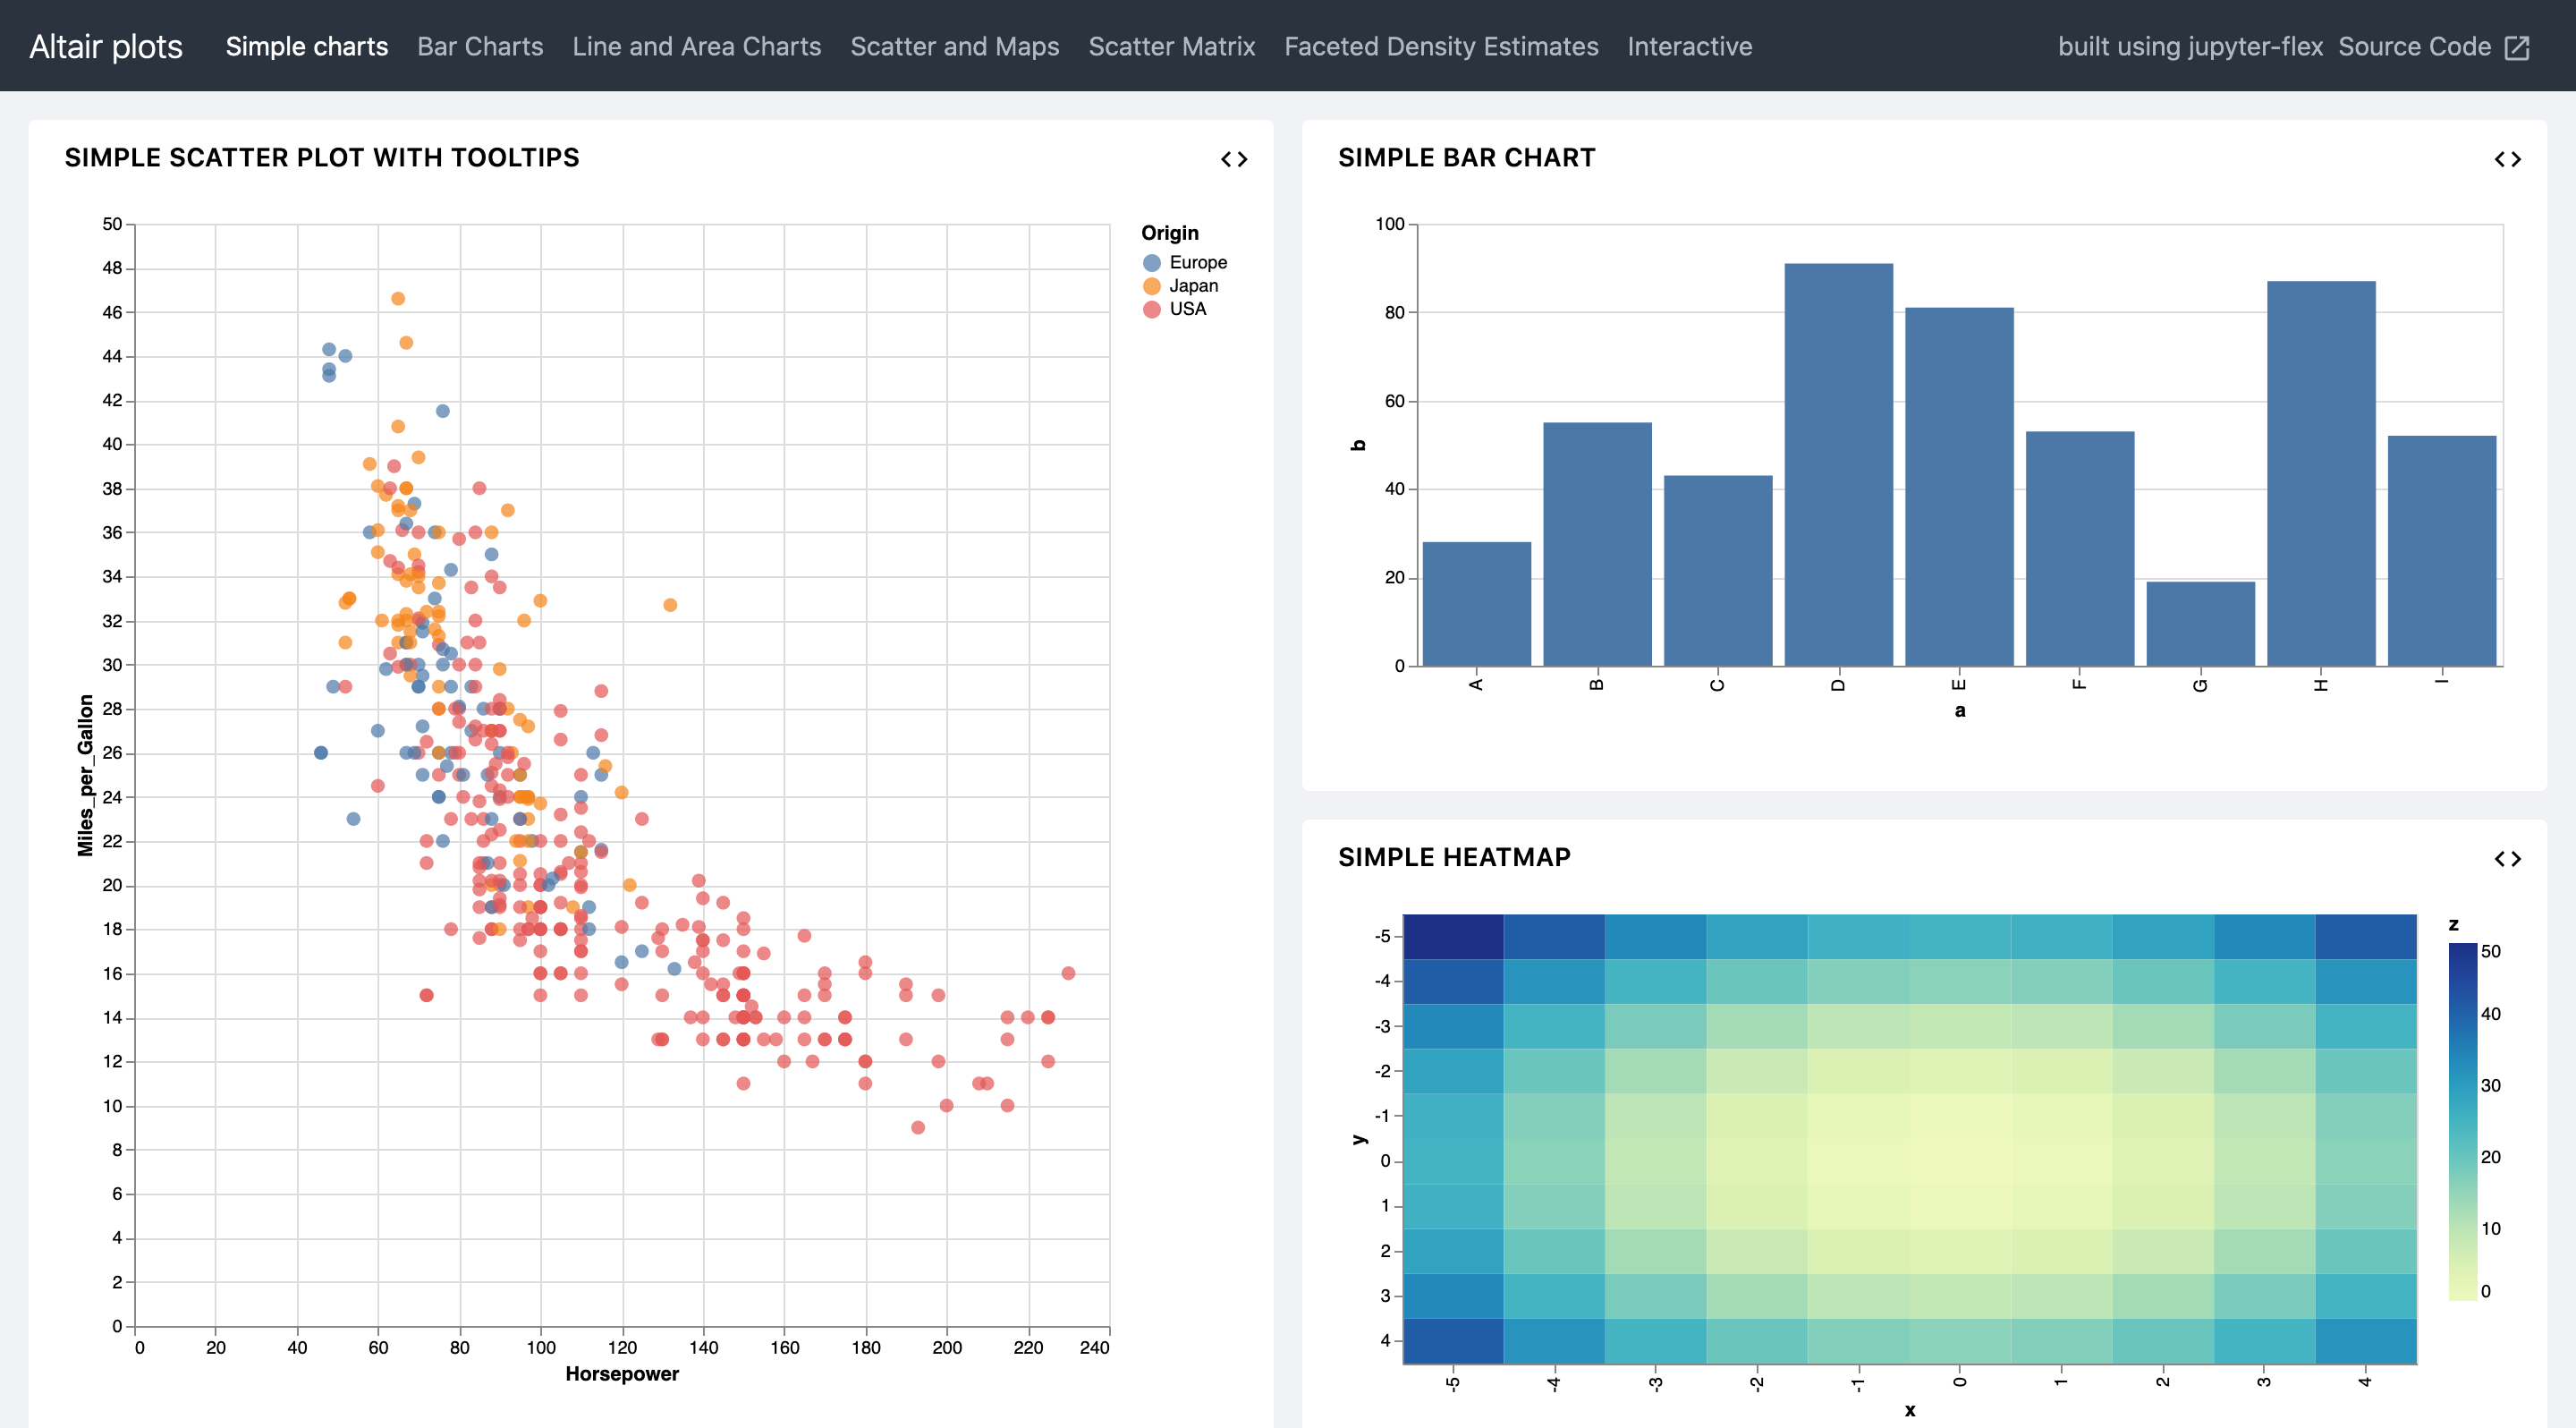 Altair plots Simple charts Bar Charts Line and Area Charts Scatter and Maps Scatter Matrix Faceted Density Estimates Interactive built using jupyter-flex Source Code
SIMPLE SCATTER PLOT WITH TOOLTIPS
50
48
46
44
42
40
38
36
34
32
30
28
26
24
22
20
18
16
14
12
10
8
6
4
2
0
Miles_per_Gallon
0 20 40 60 80 100 120 140 160 180 200 220 240
Horsepower
Origin
Europe
Japan
USA
SIMPLE BAR CHART
100
80
60
40
20
0
b
A B C D E F G H I
a
SIMPLE HEATMAP
-5
-4
-3
-2
-1
0
1
2
3
4
y
-5 -4 -3 -2 -1 0 1 2 3 4
x
z
50
40
30
20
10
0